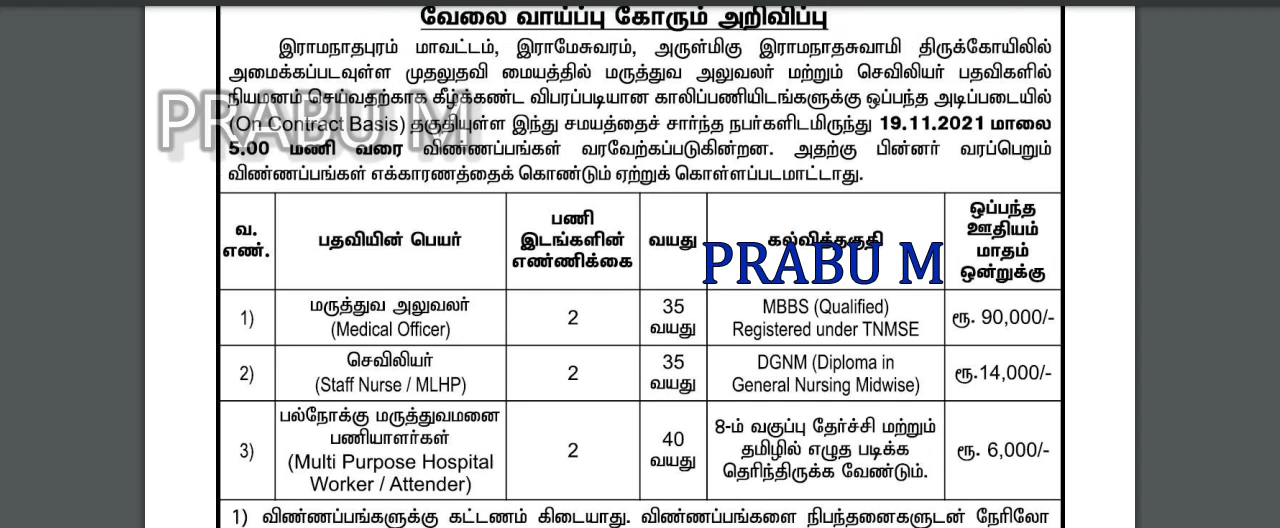 வேலை வாய்ப்பு கோரும் அறிவிப்பு
இராமநாதபுரம் மாவட்டம், இராமேசுவரம், அருள்மிகு இராமநாதசுவாமி திருக்கோயிலில்
அமைக்கப்படவுள்ள முதலுதவி மையத்தில் மருத்துவ அலுவலர் மற்றும் செவிலியர் பதவிகளில்
நியமனம் செய்வதற்காக கீழ்க்கண்ட விபரப்படியான காலிப்பணியிடங்களுக்கு ஒப்பந்த அடிப்படையில்
PRABU M
(On Contract Basis) தகுதியுள்ள இந்து சமயத்தைச் சார்ந்த நபர்களிடமிருந்து 19.11.2021 மாலை
5.00 மணி வரை விண்ணப்பங்கள் வரவேற்கப்படுகின்றன. அதற்கு பின்னர் வரப்பெறும்
விண்ணப்பங்கள் எக்காரணத்தைக் கொண்டும் ஏற்றுக் கொள்ளப்படமாட்டாது.
வ.
எண்.
பதவியின் பெயர்
பணி
இடங்களின்
எண்ணிக்கை
வயது
கல்வித்தகுதி
PRABU M
ஒப்பந்த
ஊதியம்
மாதம்
ஒன்றுக்கு
1)
மருத்துவ அலுவலர்
(Medical Officer)
2
35
வயது
MBBS (Qualified)
Registered under TNMSE
ரூ. 90,000/-
2)
செவிலியர்
(Staff Nurse / MLHP)
2
35
வயது
DGNM (Diploma in
General Nursing Midwise)
ரூ.14,000/-
3)
பல்நோக்கு மருத்துவமனை
பணியாளர்கள்
(Multi Purpose Hospital
Worker / Attender)
2
40
வயது
8-ம் வகுப்பு தேர்ச்சி மற்றும்
தமிழில் எழுத படிக்க
தெரிந்திருக்க வேண்டும்.
ரூ. 6,000/-
1) விண்ணப்பங்களுக்கு கட்டணம் கிடையாது. விண்ணப்பங்களை நிபந்தனைகளுடன் நேரிலோ